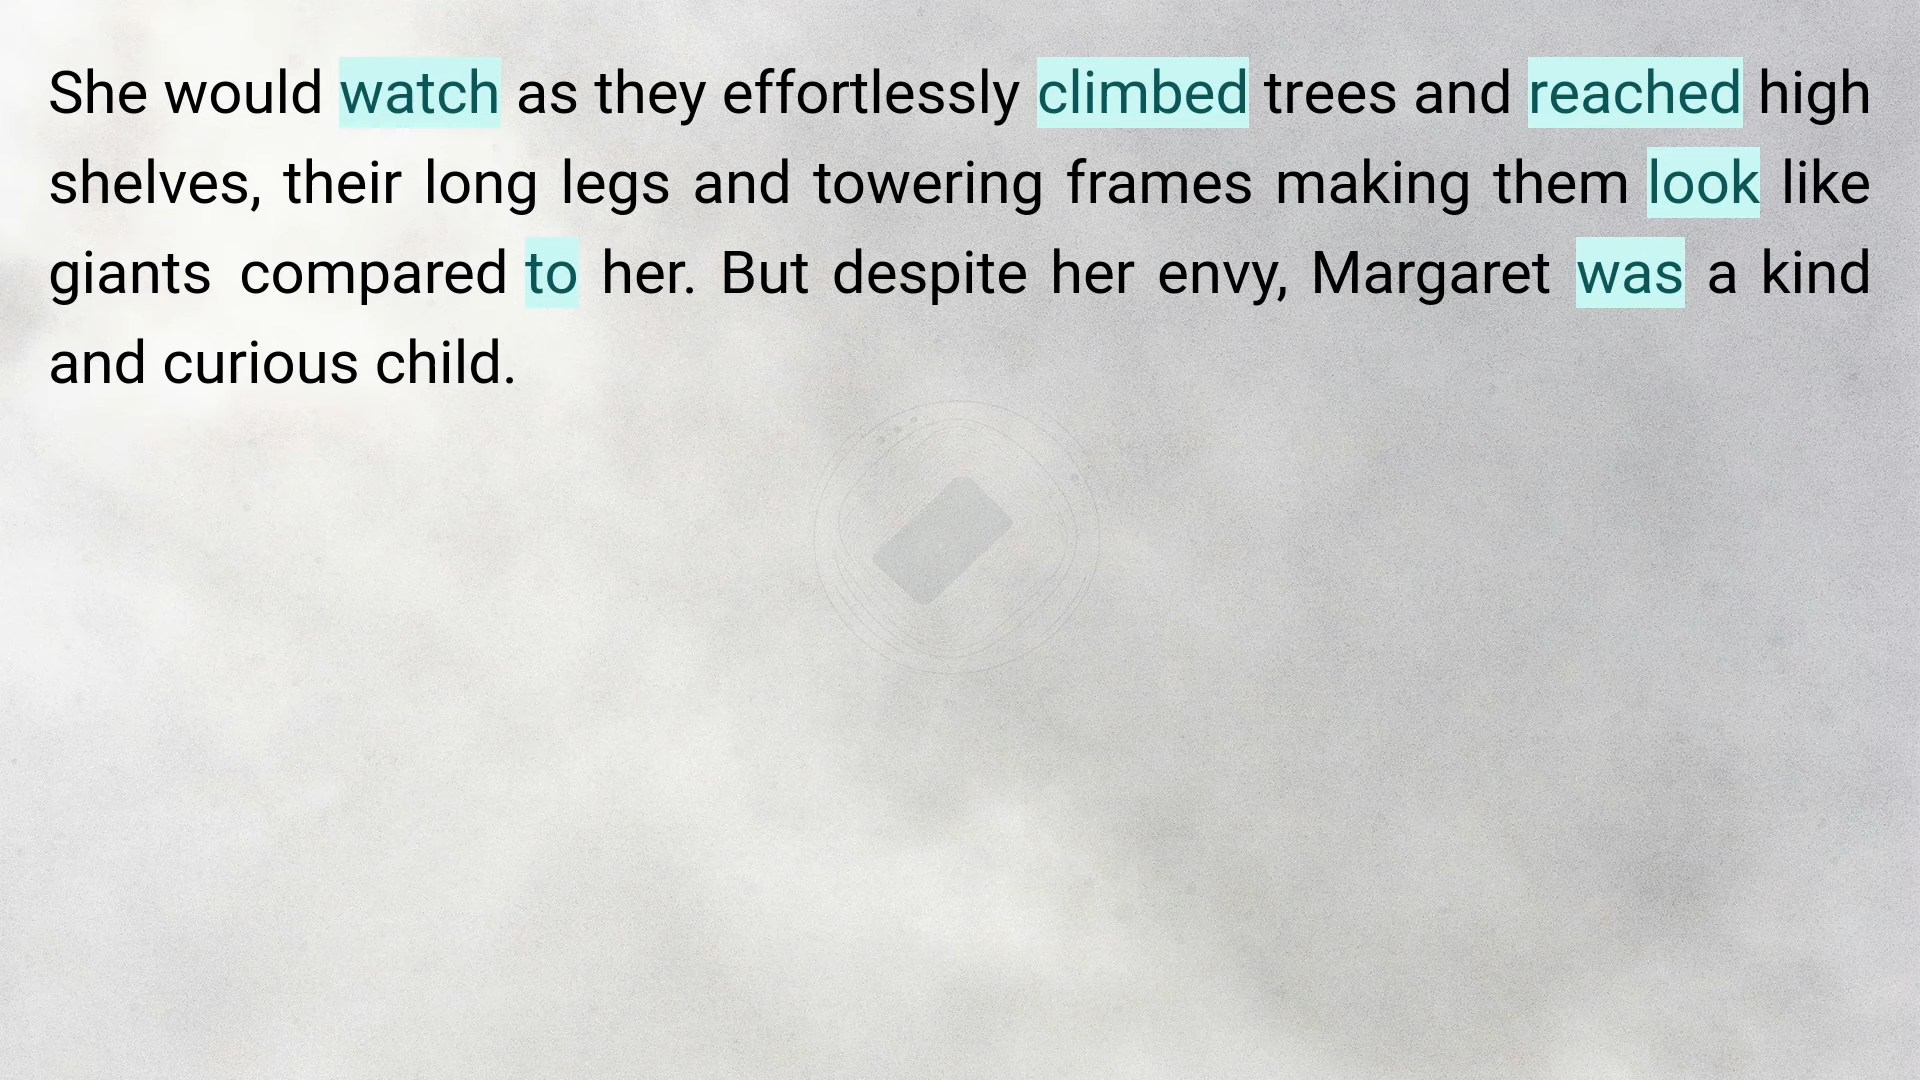 She would watch as they effortlessly climbed trees and reached high
shelves, their long legs and towering frames making them look like
giants compared to her. But despite her envy, Margaret was a kind
and curious child.